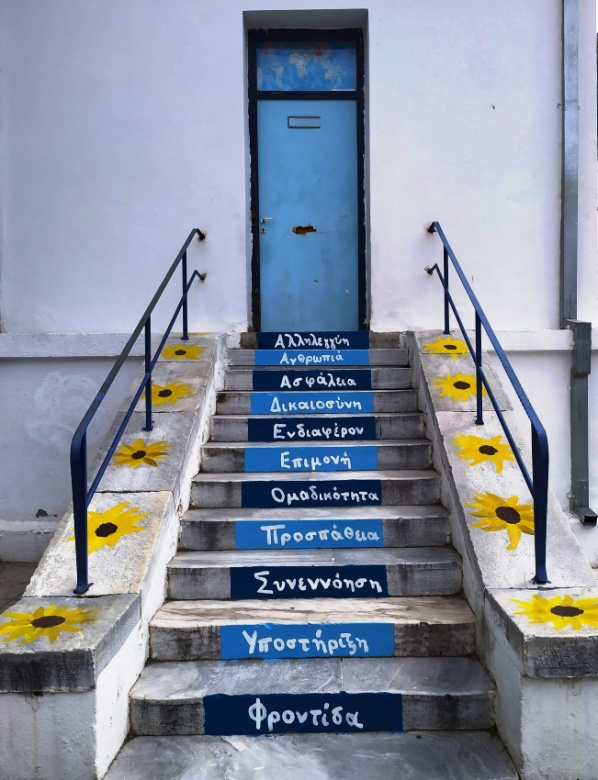 Αλληλεγγύη
Ανθρωπιά
Ασφάλεια
Δικαιοσύνη
Ενδιαφέρον
Επιμονή
Ομαδικότητα
Προσπάθεια
Συνεννόηση
Υποστήριξη
Φροντίδα